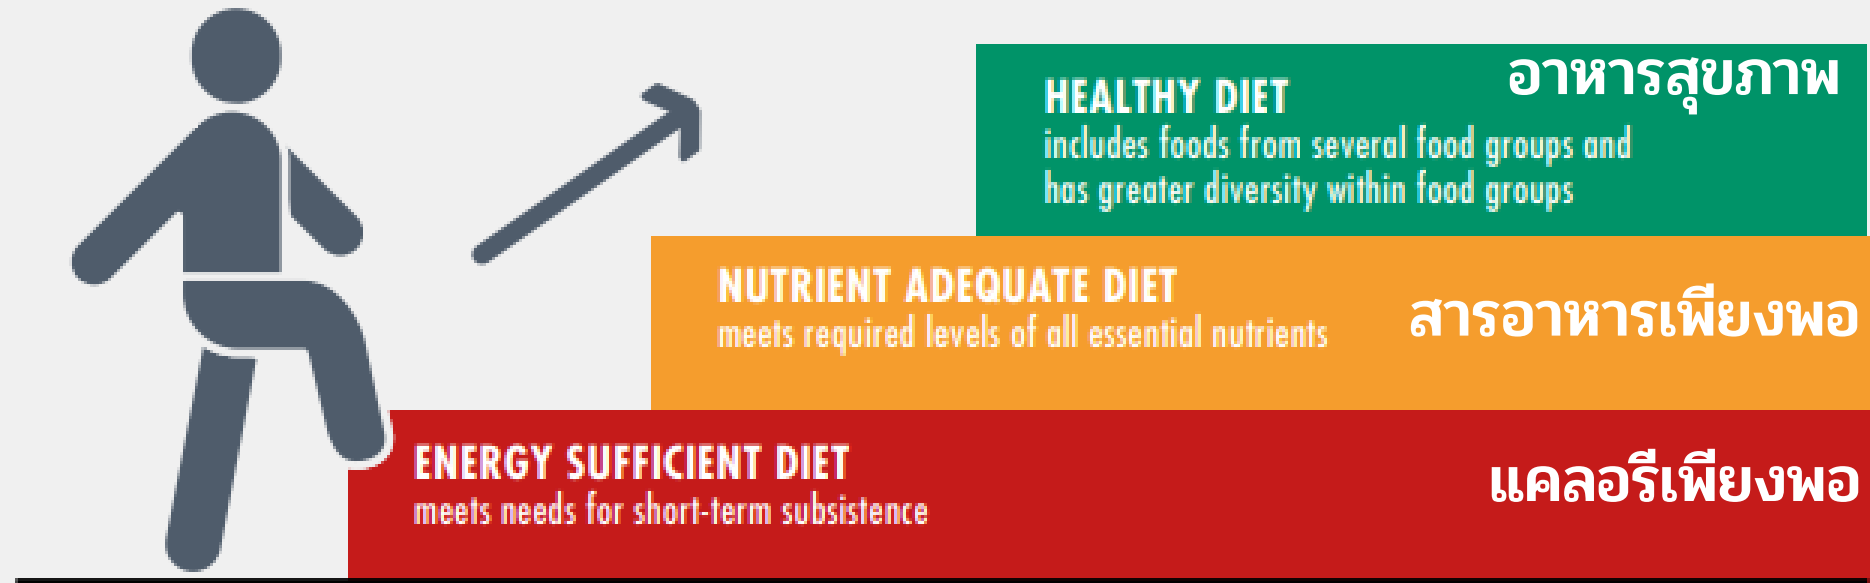 อาหารสุขภาพ
HEALTHY DIET
includes foods from several food groups and
has greater diversity within food groups
NUTRIENT ADEQUATE DIET
meets required levels of all essential nutrients
สารอาหารเพียงพอ
ENERGY SUFFICIENT DIET
meets needs for short-term subsistence
แคลอรีเพียงพอ